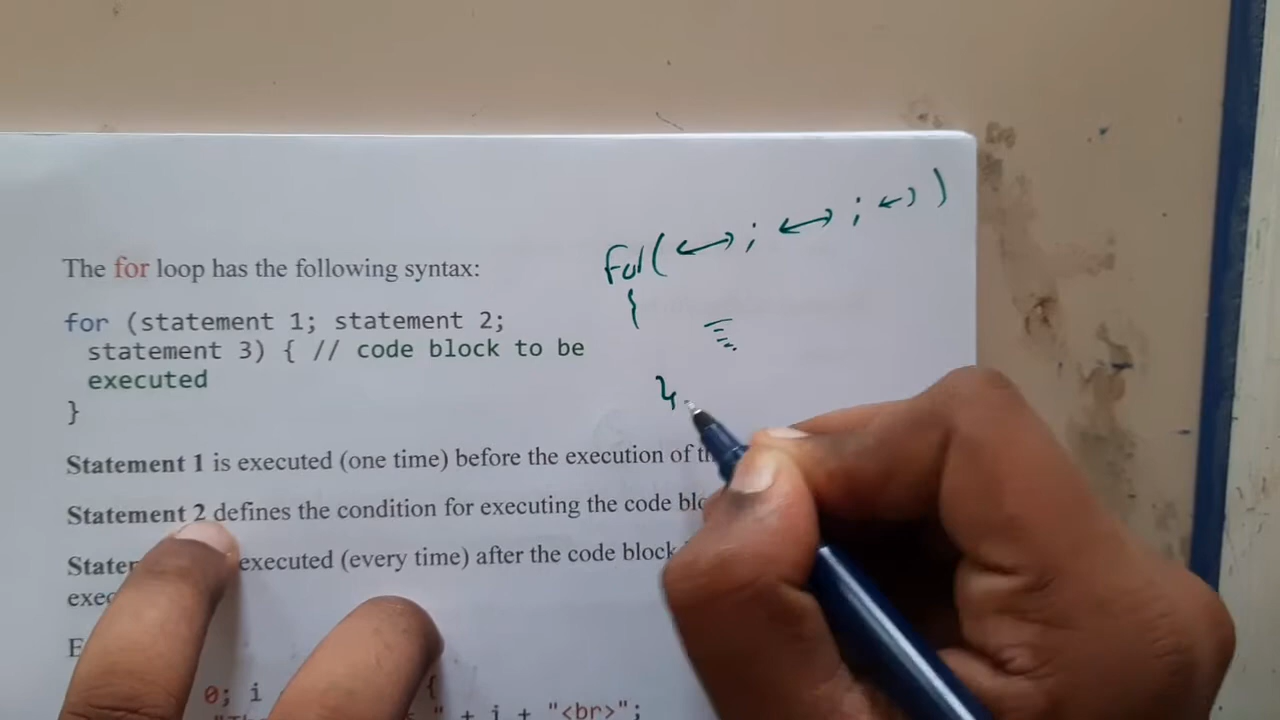 The for loop has the following syntax:
for (statement 1; statement 2;
statement 3) { // code block to be
executed
}
Statement 1 is executed (one time) before the execution of
Statement 2 defines the condition for executing the code
executed (every time) after the code block
0; i {
" + i + "<br>";
for( ; ; )
{
}